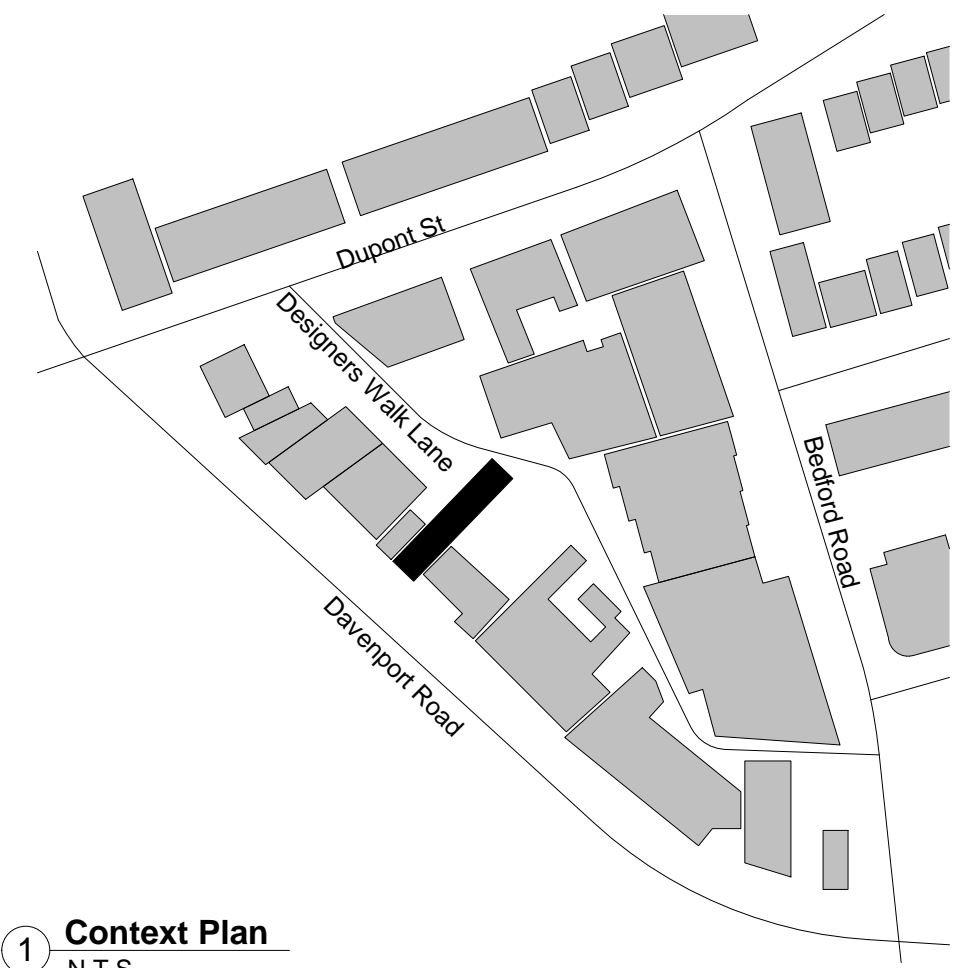 Dupont St
Designers Walk Lane
Bedford Road
Davenport Road
1 Context Plan
N.T.S.